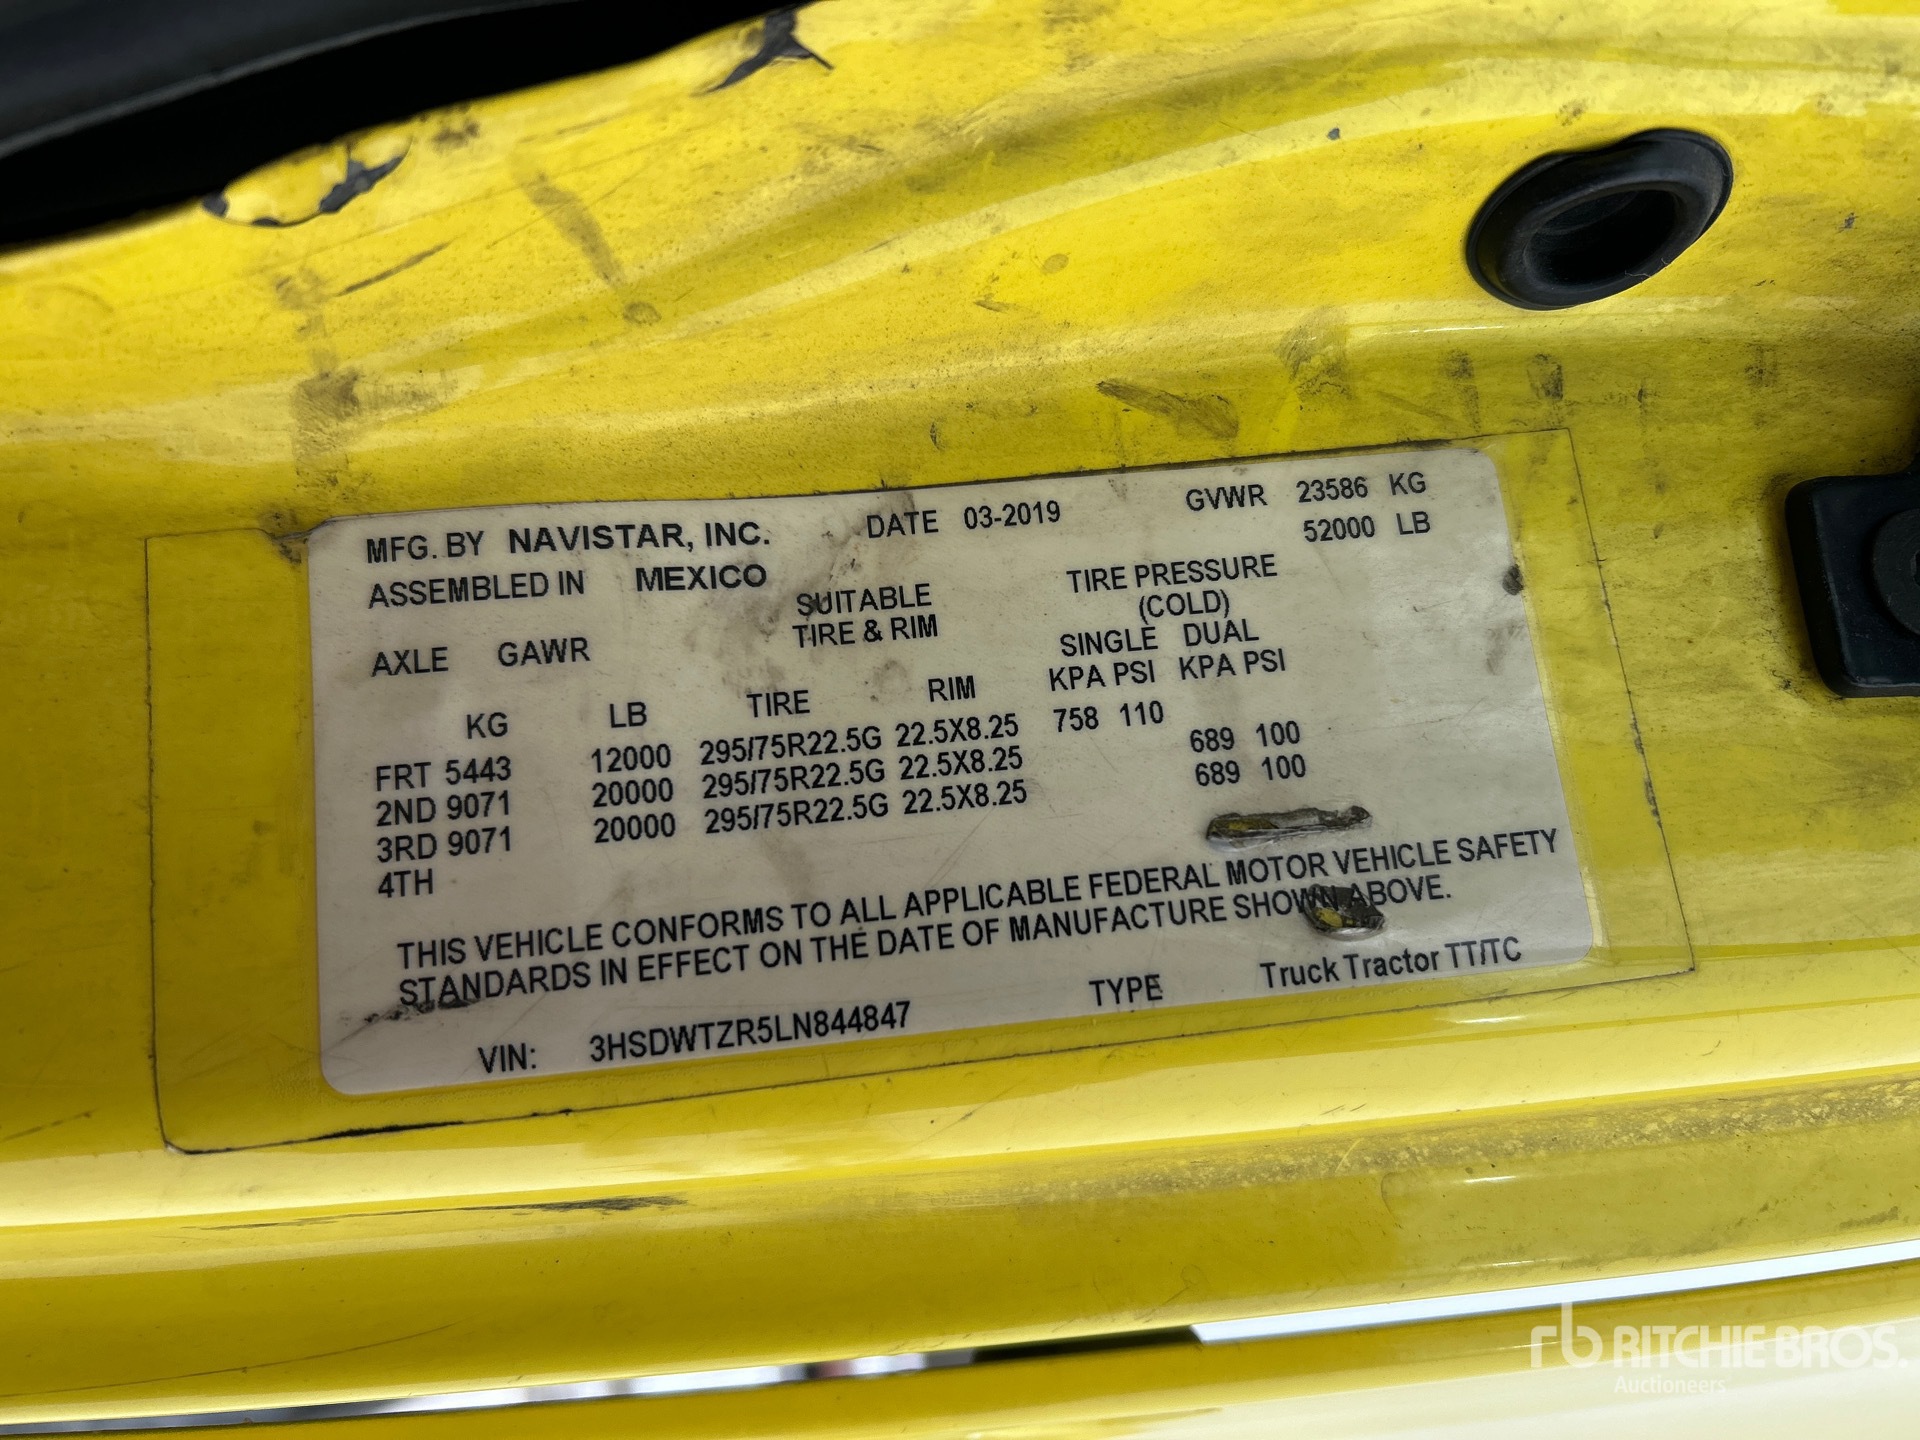 MFG. BY NAVISTAR, INC. DATE 03-2019 GVWR 23586 KG
52000 LB
ASSEMBLED IN MEXICO
SUITABLE TIRE PRESSURE
TIRE & RIM (COLD)
AXLE GAWR SINGLE DUAL
KPA PSI KPA PSI
KG LB TIRE RIM
FRT 5443 12000 295/75R22.5G 22.5X8.25 758 110
2ND 9071 20000 295/75R22.5G 22.5X8.25 689 100
3RD 9071 20000 295/75R22.5G 22.5X8.25 689 100
4TH
THIS VEHICLE CONFORMS TO ALL APPLICABLE FEDERAL MOTOR VEHICLE SAFETY
STANDARDS IN EFFECT ON THE DATE OF MANUFACTURE SHOWN ABOVE.
VIN: 3HSDWTZR5LN844847 TYPE Truck Tractor TT/TC
rb RITCHIE BROS.
Auctioneers